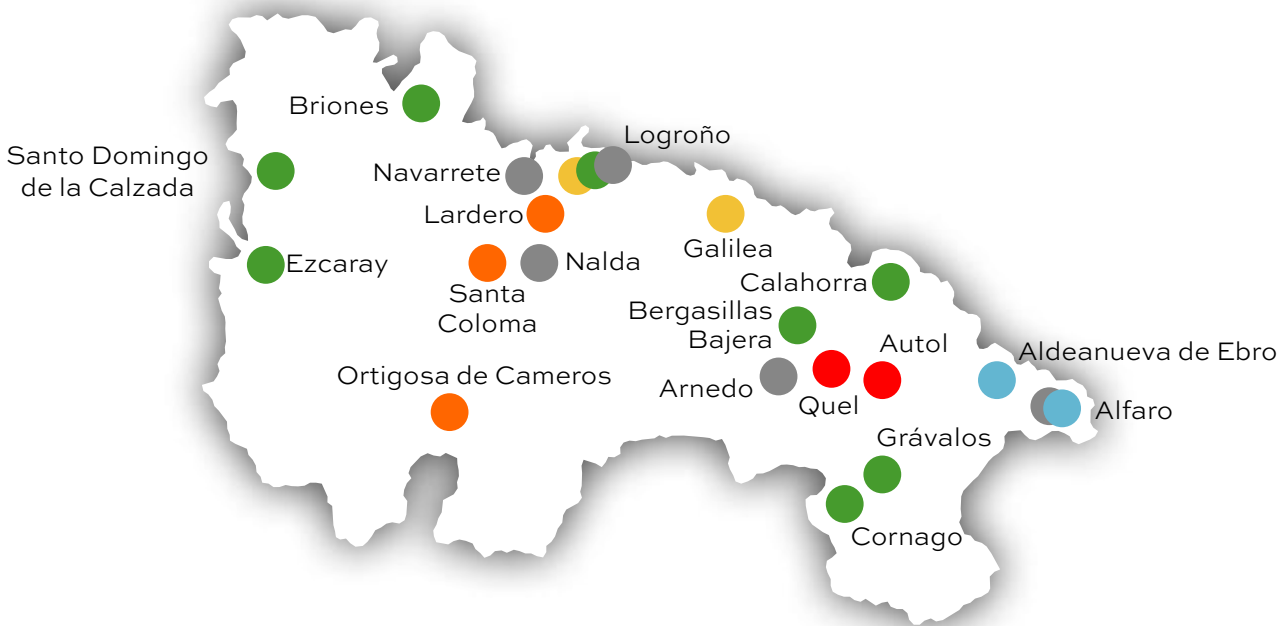 Briones
Logroño
Santo Domingo
de la Calzada
Navarrete
Lardero
Galilea
Ezcaray
Nalda
Calahorra
Santa
Coloma
Bergasillas
Bajera
Autol
Aldeanueva de Ebro
Ortigosa de Cameros
Arnedo
Quel
Alfaro
Grávalos
Cornago